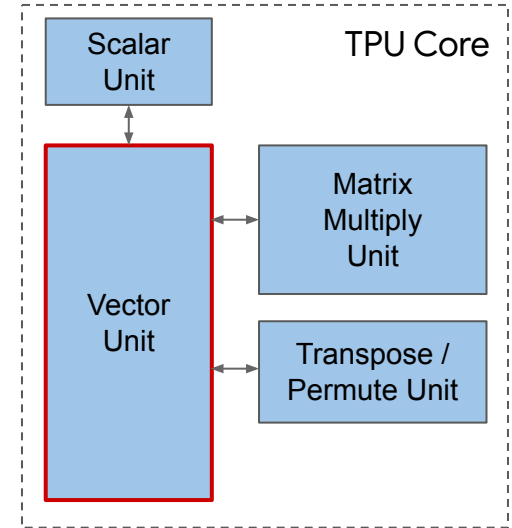 Scalar
Unit
TPU Core
Matrix
Multiply
Unit
Vector
Unit
Transpose /
Permute Unit